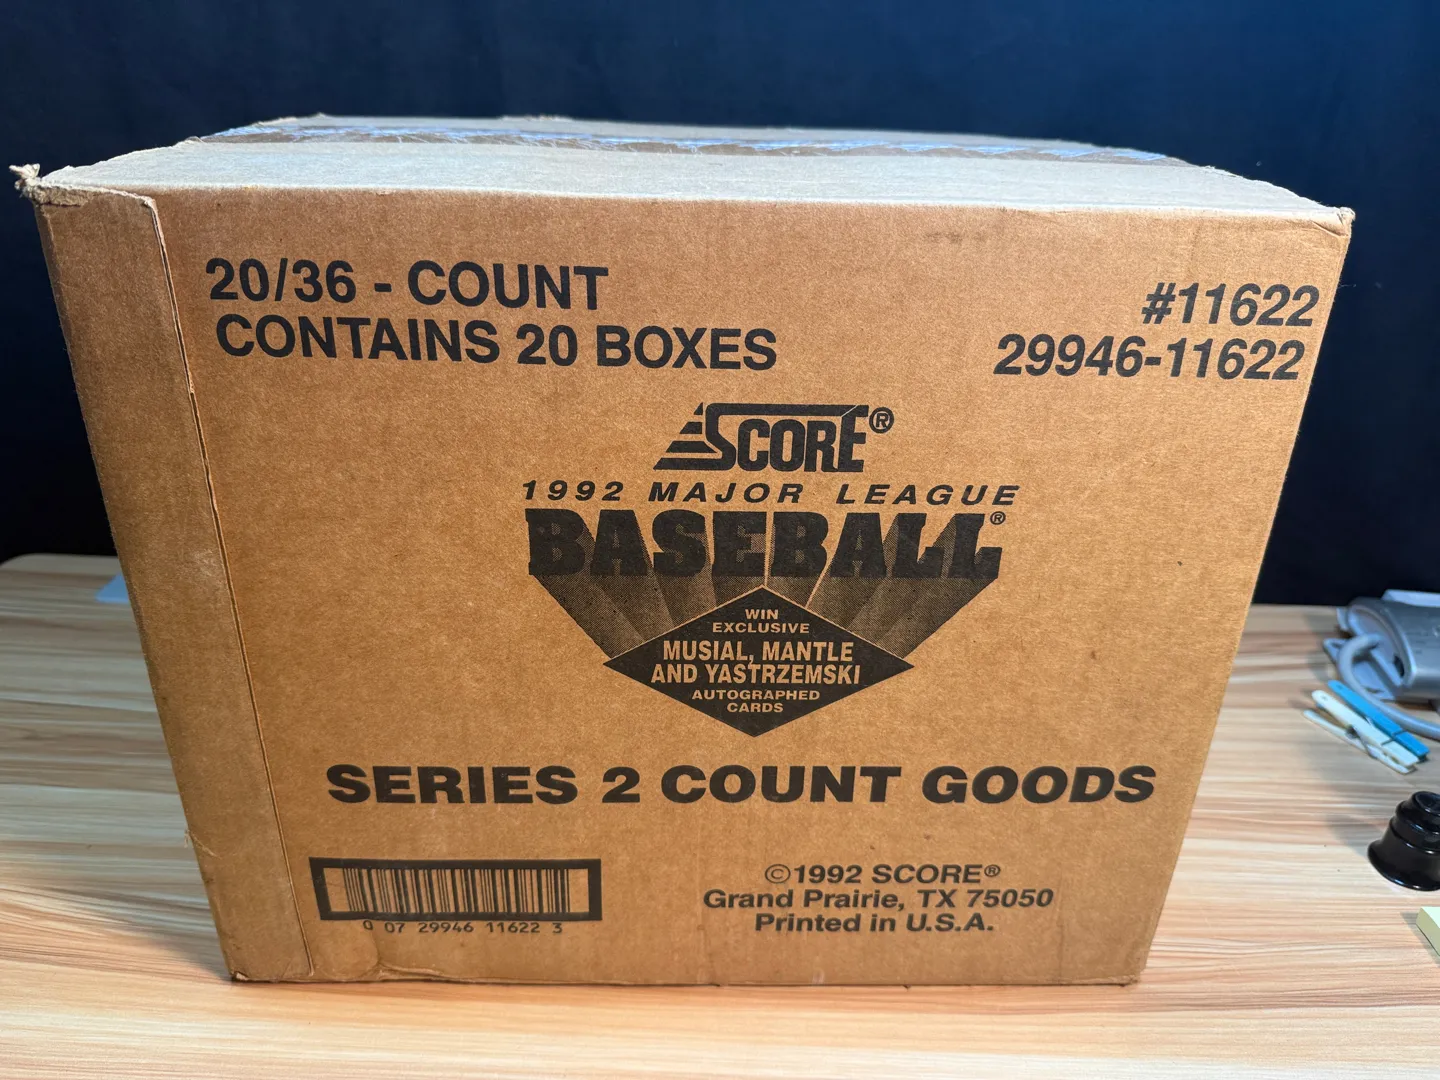 20/36 - COUNT
CONTAINS 20 BOXES
#11622
29946-11622
SCORE®
1992 MAJOR LEAGUE
BASEBALL®
WIN
EXCLUSIVE
MUSIAL, MANTLE
AND YASTRZEMSKI
AUTOGRAPHED
CARDS
SERIES 2 COUNT GOODS
0 07 29946 11622 3
©1992 SCORE®
Grand Prairie, TX 75050
Printed in U.S.A.